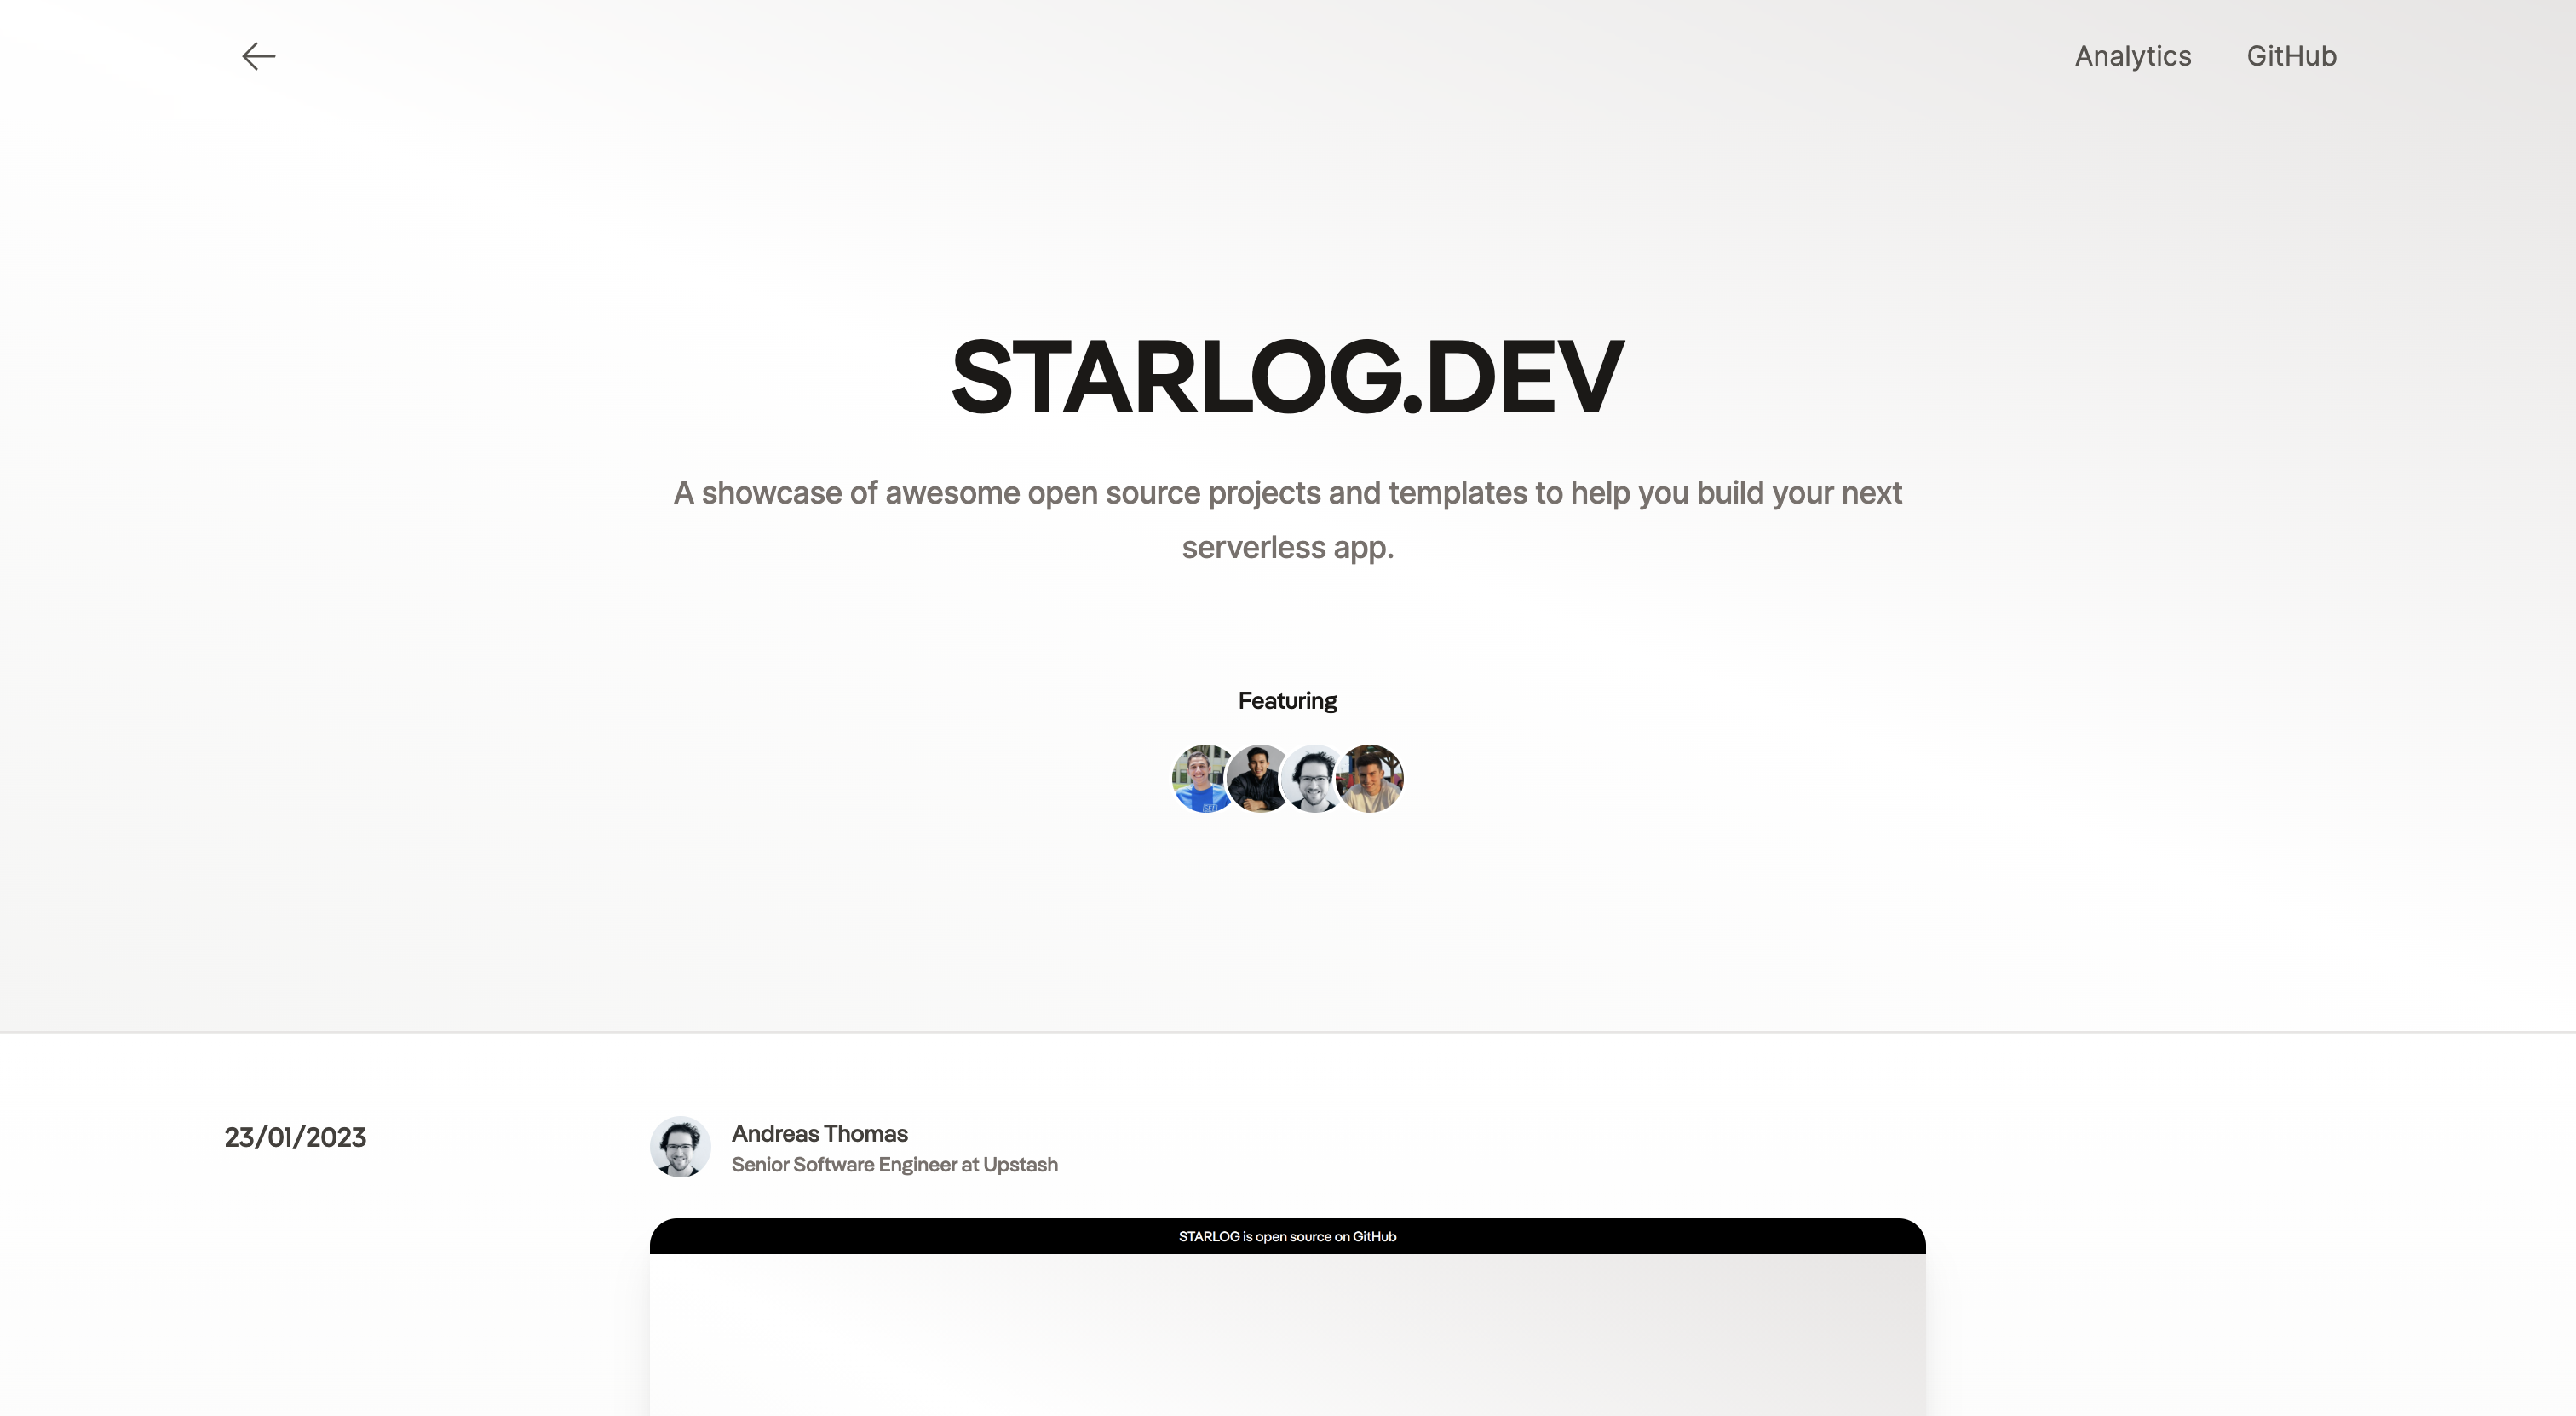 Analytics GitHub
STARLOG.DEV
A showcase of awesome open source projects and templates to help you build your next
serverless app.
Featuring
23/01/2023
Andreas Thomas
Senior Software Engineer at Upstash
STARLOG is open source on GitHub